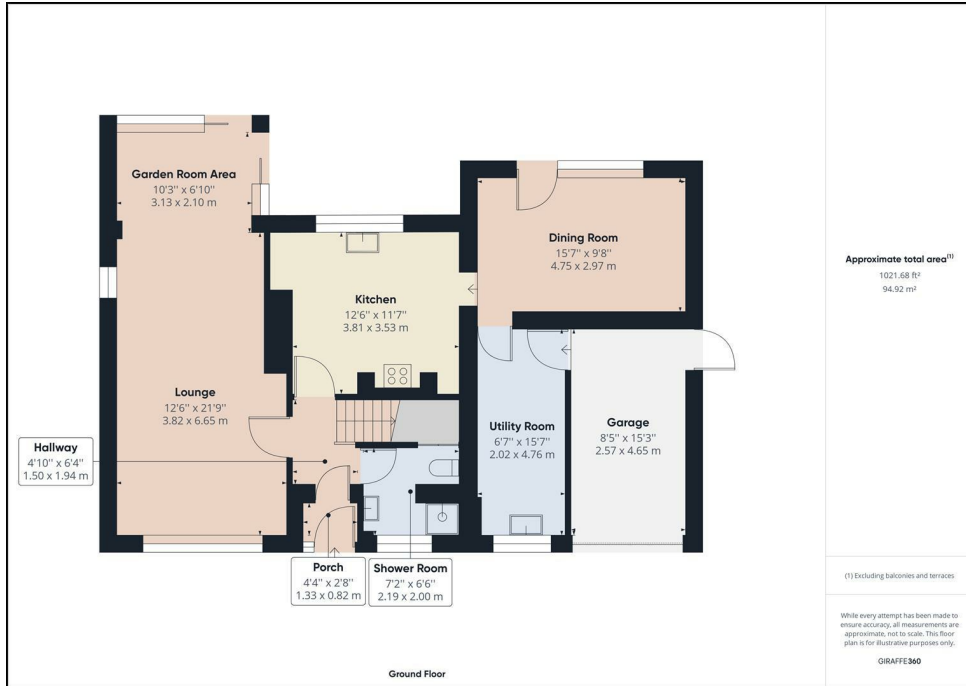 Garden Room Area
10'3'' x 6'10''
3.13 x 2.10 m
Dining Room
15'7'' x 9'8''
4.75 x 2.97 m
Kitchen
12'6'' x 11'7''
3.81 x 3.53 m
Lounge
12'6'' x 21'9''
3.82 x 6.65 m
Utility Room
6'7'' x 15'7''
2.02 x 4.76 m
Garage
8'5'' x 15'3''
2.57 x 4.65 m
Hallway
4'10'' x 6'4''
1.50 x 1.94 m
Porch
4'4'' x 2'8''
1.33 x 0.82 m
Shower Room
7'2'' x 6'6''
2.19 x 2.00 m
Ground Floor
Approximate total area(1)
1021.68 ft²
94.92 m²
(1) Excluding balconies and terraces
While every attempt has been made to
ensure accuracy, all measurements are
approximate, not to scale. This floor
plan is for illustrative purposes only.
GIRAFFE360